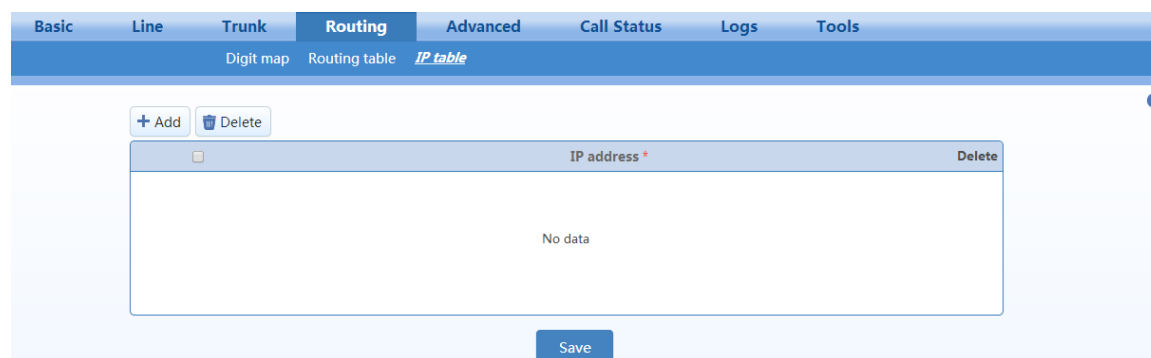 Basic Line Trunk Routing Advanced Call Status Logs Tools
Digit map Routing table IP table
+ Add Delete
IP address * Delete
No data
Save